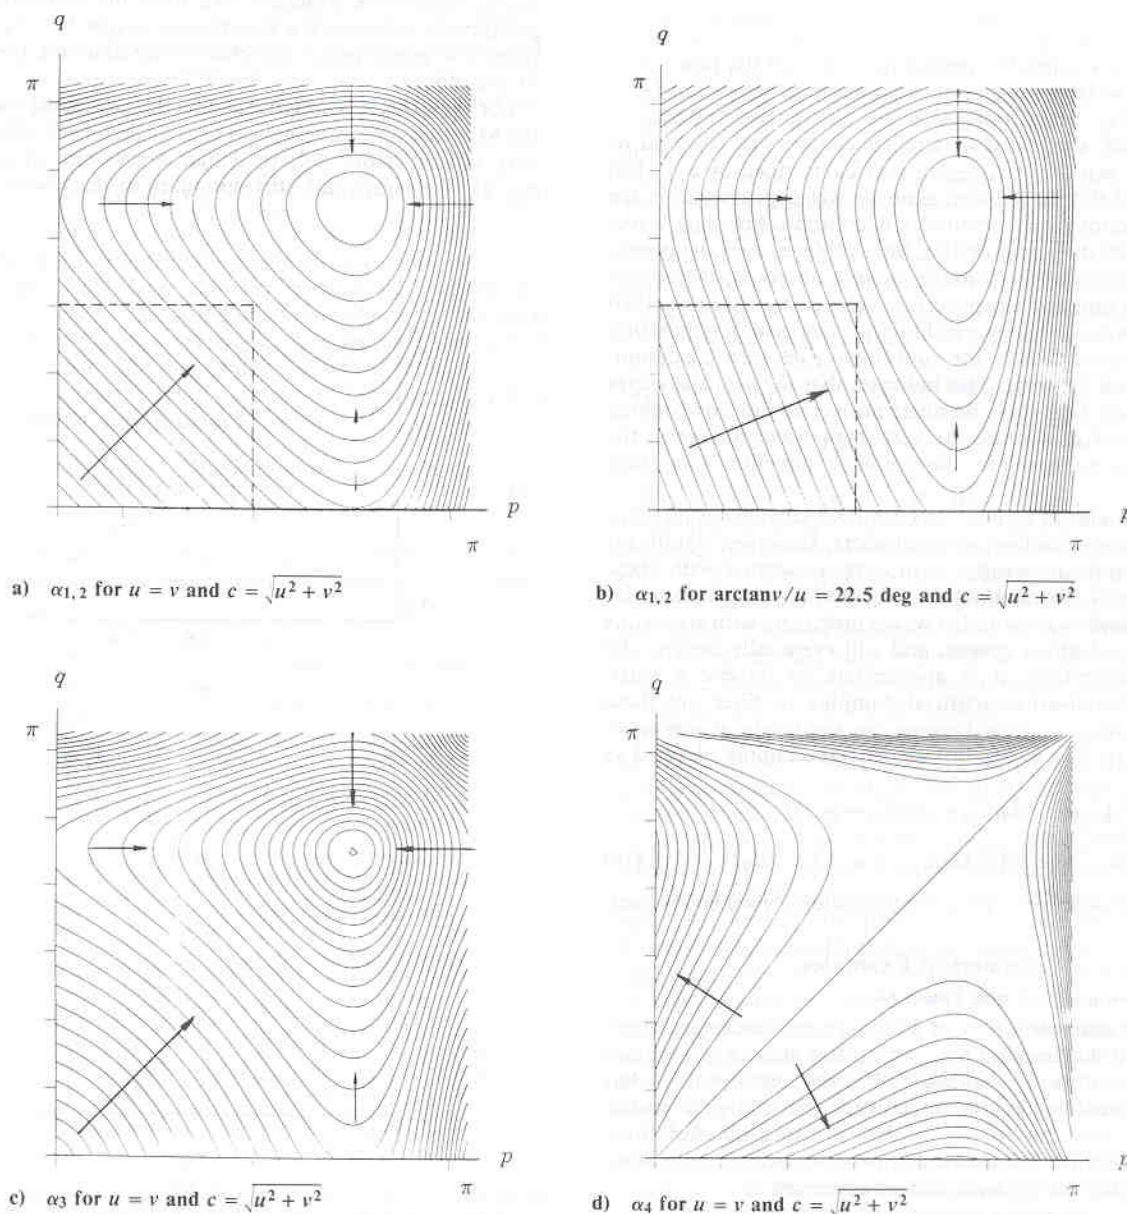 q
π
p
π
a) α1, 2 for u = v and c = √u² + v²
q
π
π
b) α1, 2 for arctanv/u = 22.5 deg and c = √u² + v²
q
π
p
π
c) α3 for u = v and c = √u² + v²
q
π
π
d) α4 for u = v and c = √u² + v²